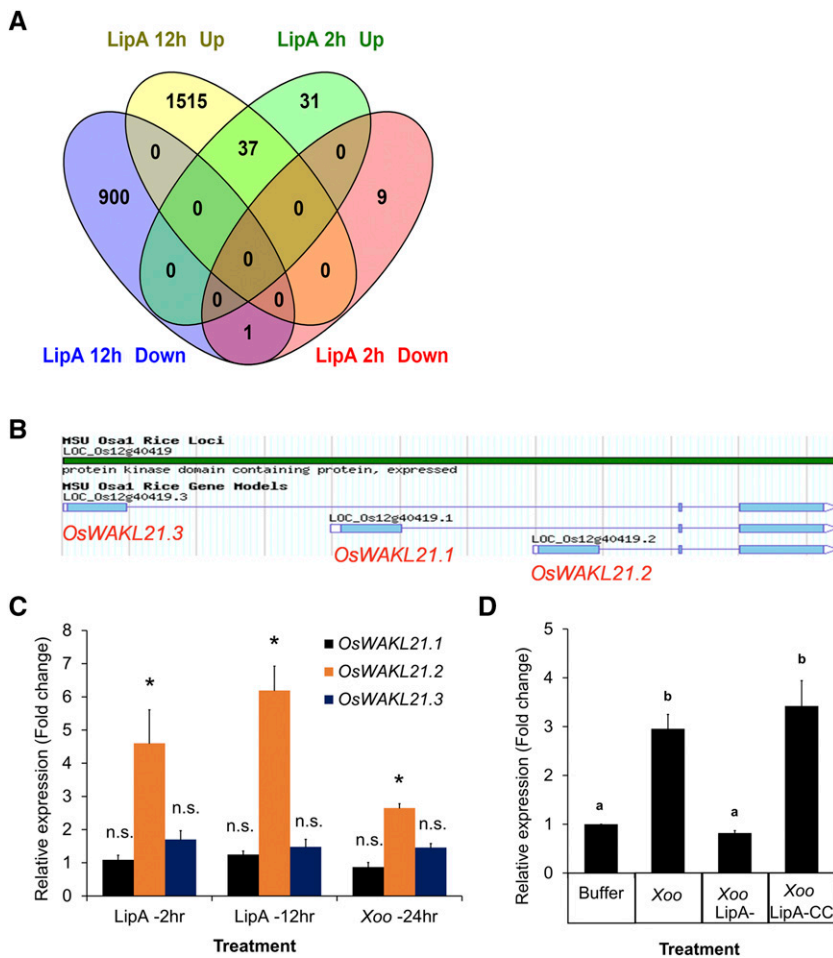 A
LipA 12h Up
LipA 2h Up
1515
31
0
37
0
900
9
0
0
0
0
0
0
0
1
LipA 12h Down
LipA 2h Down
B
MSU Osa1 Rice Loci
LOC_Os12g40419
protein kinase domain containing protein, expressed
MSU Osa1 Rice Gene Models
LOC_Os12g40419.3
OsWAKL21.3
LOC_Os12g40419.1
OsWAKL21.1
LOC_Os12g40419.2
OsWAKL21.2
C
Relative expression (Fold change)
8
7
6
5
4
3
2
1
0
OsWAKL21.1
OsWAKL21.2
OsWAKL21.3
n.s.
*
n.s.
n.s.
*
n.s.
n.s.
*
n.s.
LipA -2hr
LipA -12hr
Xoo -24hr
Treatment
D
Relative expression (Fold change)
5
4
3
2
1
0
a
b
a
b
Buffer
Xoo
Xoo
LipA-
Xoo
LipA-CC
Treatment